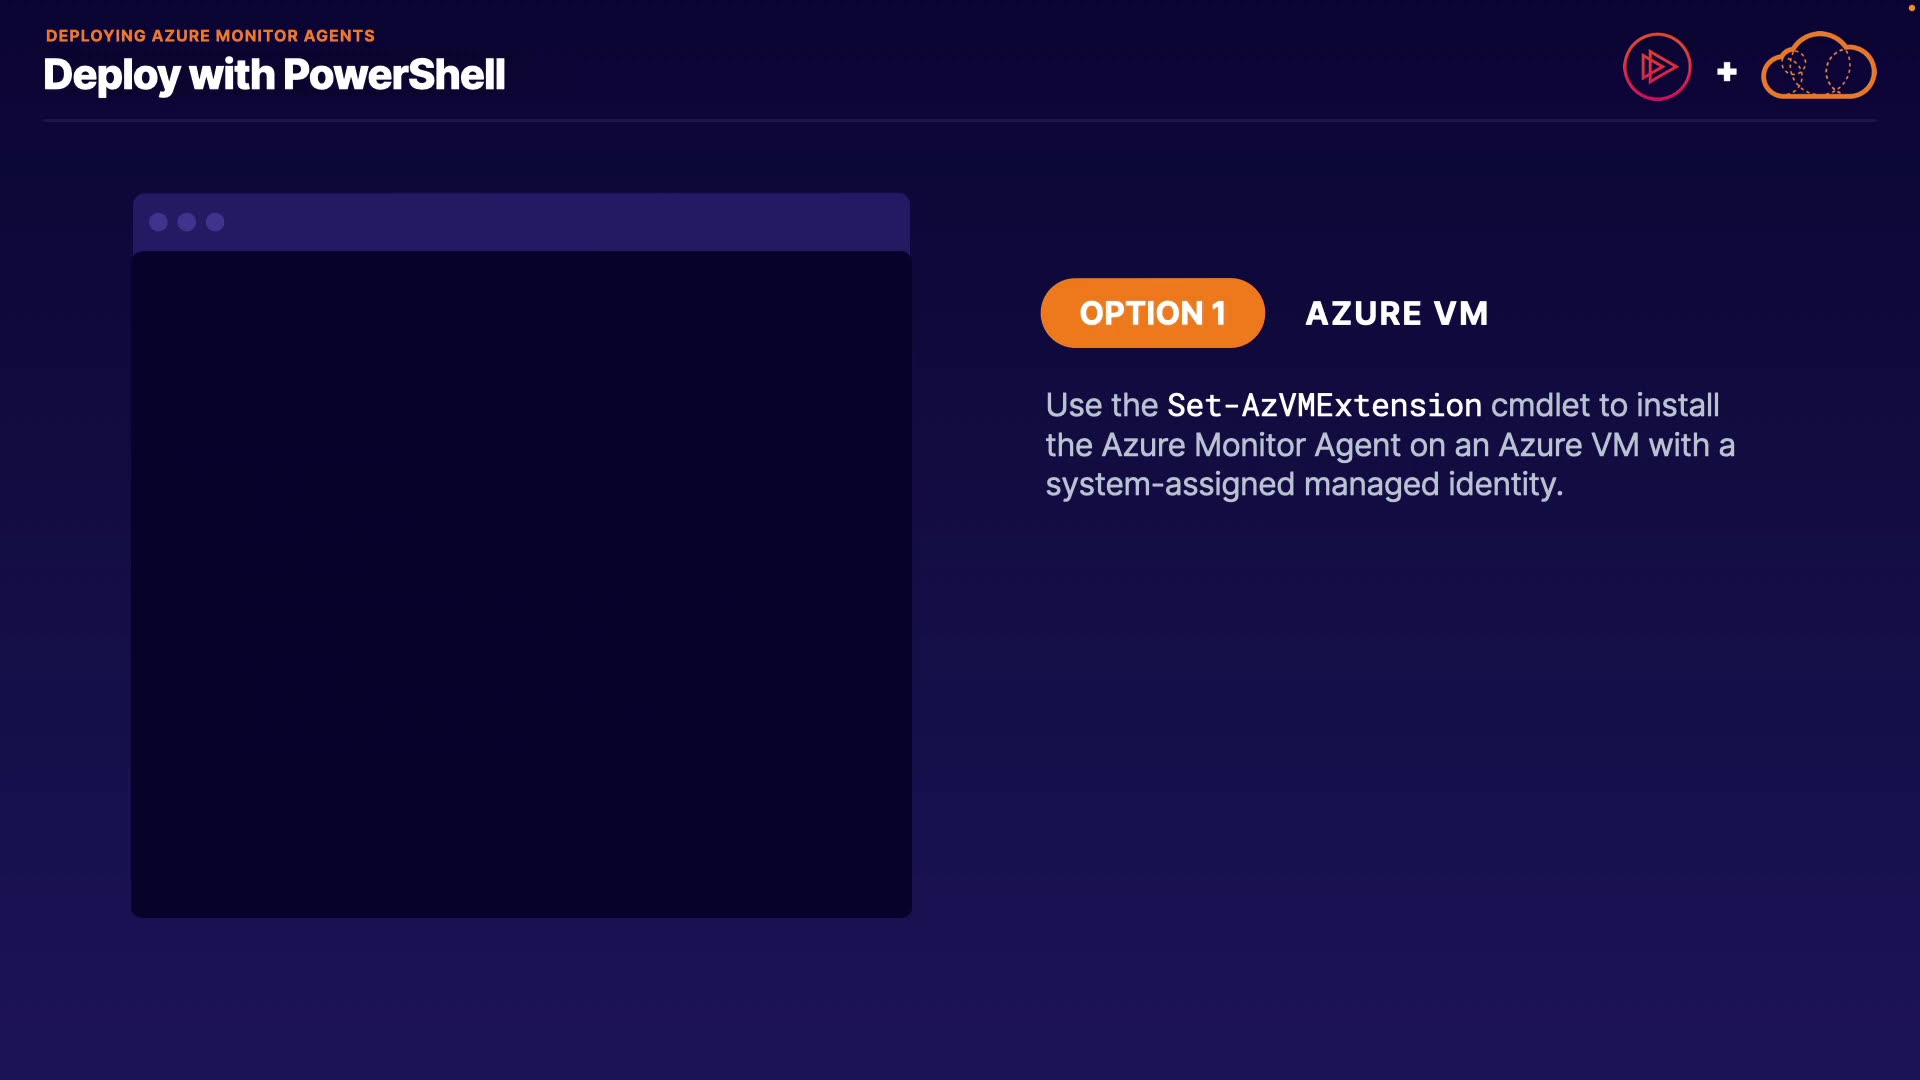 DEPLOYING AZURE MONITOR AGENTS
Deploy with PowerShell
+
OPTION 1
AZURE VM
Use the Set-AzVMExtension cmdlet to install
the Azure Monitor Agent on an Azure VM with a
system-assigned managed identity.